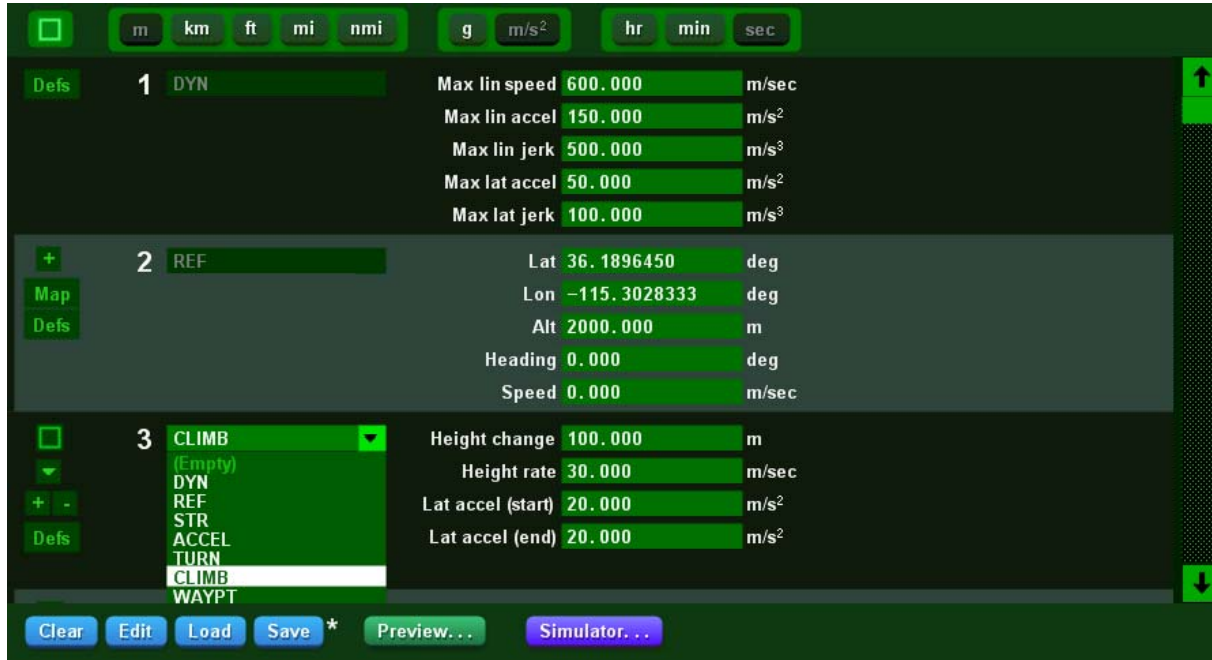 m km ft mi nmi g m/s² hr min sec
Defs 1 DYN Max lin speed 600.000 m/sec
Max lin accel 150.000 m/s²
Max lin jerk 500.000 m/s³
Max lat accel 50.000 m/s²
Max lat jerk 100.000 m/s³
+ 2 REF Lat 36.1896450 deg
Map Lon -115.3028333 deg
Defs Alt 2000.000 m
Heading 0.000 deg
Speed 0.000 m/sec
3 CLIMB Height change 100.000 m
(Empty)
DYN Height rate 30.000 m/sec
+ - REF Lat accel (start) 20.000 m/s²
STR
Defs ACCEL Lat accel (end) 20.000 m/s²
TURN
CLIMB
WAYPT
Clear Edit Load Save * Preview... Simulator...